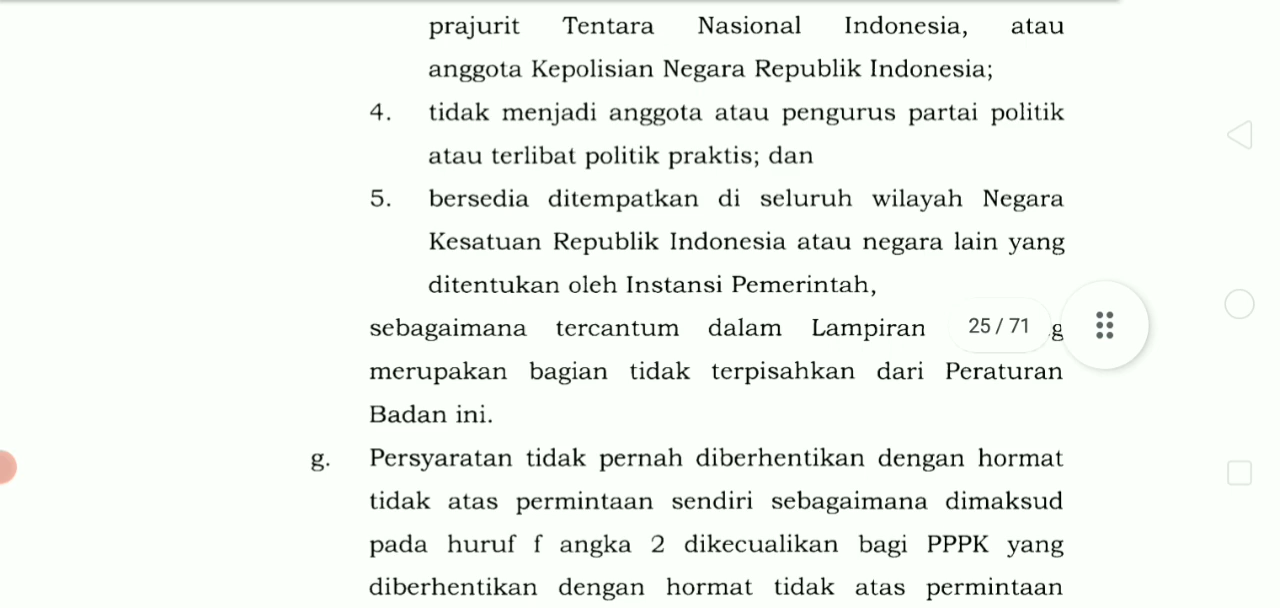 prajurit Tentara Nasional Indonesia, atau
anggota Kepolisian Negara Republik Indonesia;
4. tidak menjadi anggota atau pengurus partai politik
atau terlibat politik praktis; dan
5. bersedia ditempatkan di seluruh wilayah Negara
Kesatuan Republik Indonesia atau negara lain yang
ditentukan oleh Instansi Pemerintah,
sebagaimana tercantum dalam Lampiran
25 / 71
merupakan bagian tidak terpisahkan dari Peraturan
Badan ini.
g. Persyaratan tidak pernah diberhentikan dengan hormat
tidak atas permintaan sendiri sebagaimana dimaksud
pada huruf f angka 2 dikecualikan bagi PPPK yang
diberhentikan dengan hormat tidak atas permintaan